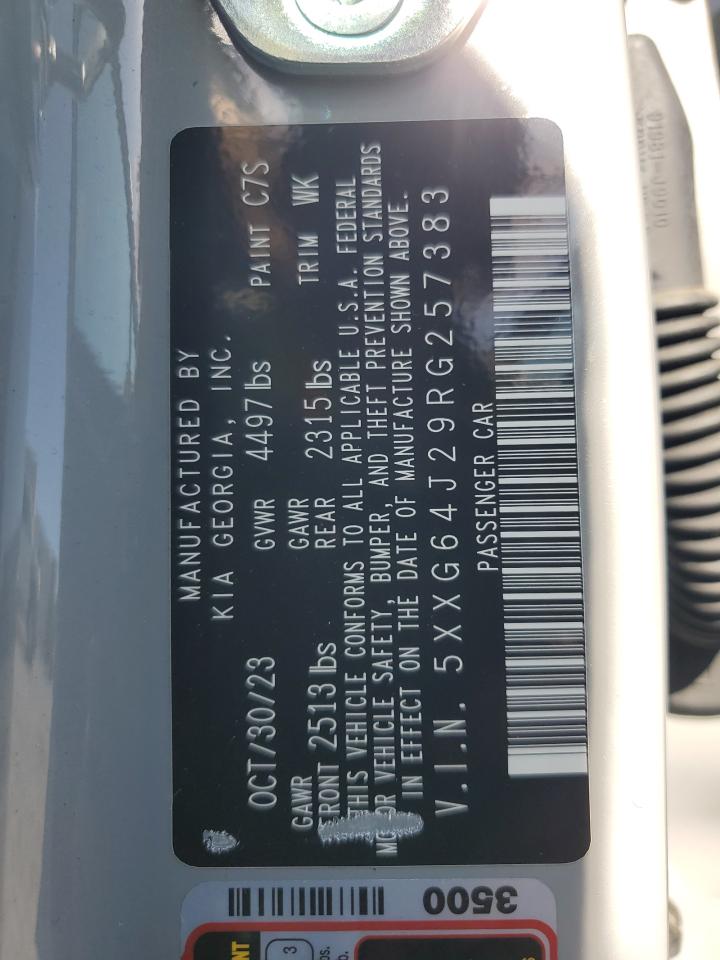 MANUFACTURED BY
KIA GEORGIA, INC.
OCT/30/23 GVWR 4497 lbs PAINT C7S
GAWR GAWR
FRONT 2513 lbs REAR 2315 lbs TRIM WK
THIS VEHICLE CONFORMS TO ALL APPLICABLE U.S.A. FEDERAL
MOTOR VEHICLE SAFETY, BUMPER, AND THEFT PREVENTION STANDARDS
IN EFFECT ON THE DATE OF MANUFACTURE SHOWN ABOVE.
V.I.N. 5XXG64J29RG257383
PASSENGER CAR
3500
3